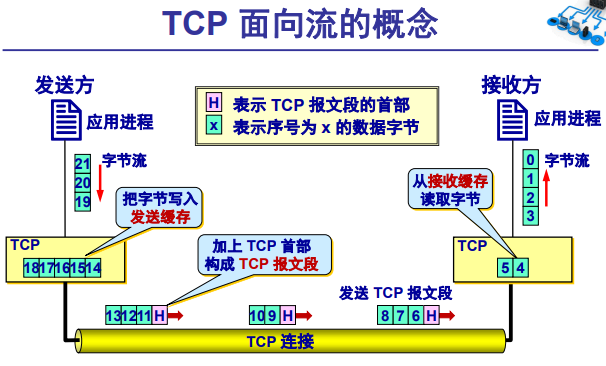 TCP 面向流的概念
发送方
接收方
H 表示 TCP 报文段的首部
x 表示序号为 x 的数据字节
应用进程
应用进程
21
20
19
字节流
0
1
2
3
字节流
把字节写入
发送缓存
从接收缓存
读取字节
TCP
18 17 16 15 14
TCP
5 4
加上 TCP 首部
构成 TCP 报文段
发送 TCP 报文段
13 12 11 H
10 9 H
8 7 6 H
TCP 连接